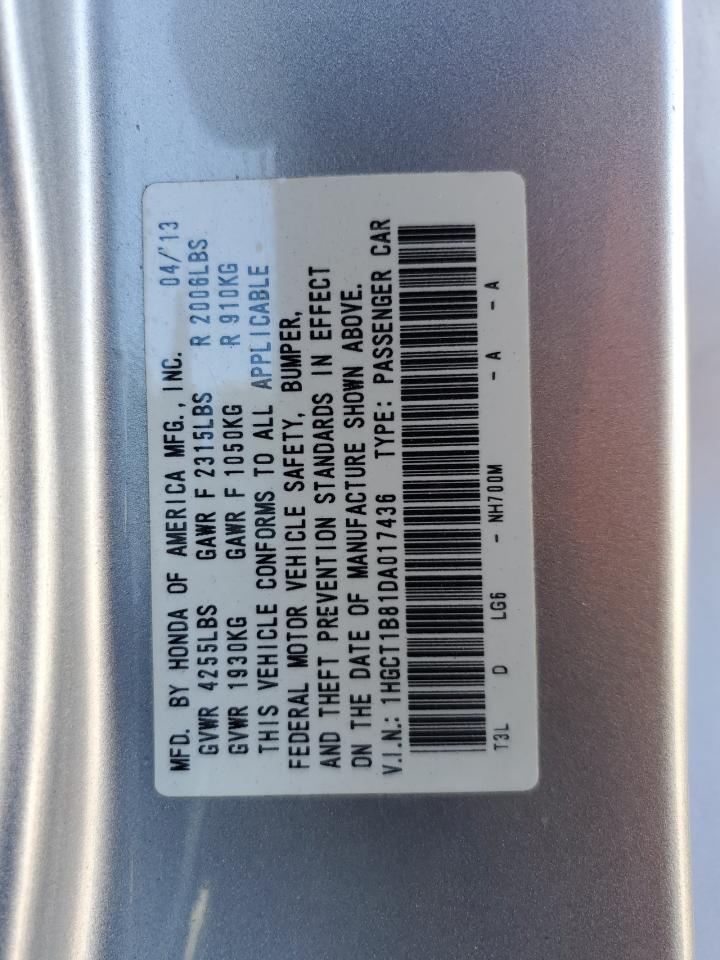 MFD. BY HONDA OF AMERICA MFG., INC. 04/'13
GVWR 4255LBS GAWR F 2315LBS R 2006LBS
GVWR 1930KG GAWR F 1050KG R 910KG
THIS VEHICLE CONFORMS TO ALL APPLICABLE
FEDERAL MOTOR VEHICLE SAFETY, BUMPER,
AND THEFT PREVENTION STANDARDS IN EFFECT
ON THE DATE OF MANUFACTURE SHOWN ABOVE.
V.I.N.: 1HGCT1B81DA017436 TYPE: PASSENGER CAR
T3L D LG6 - NH700M - A - A